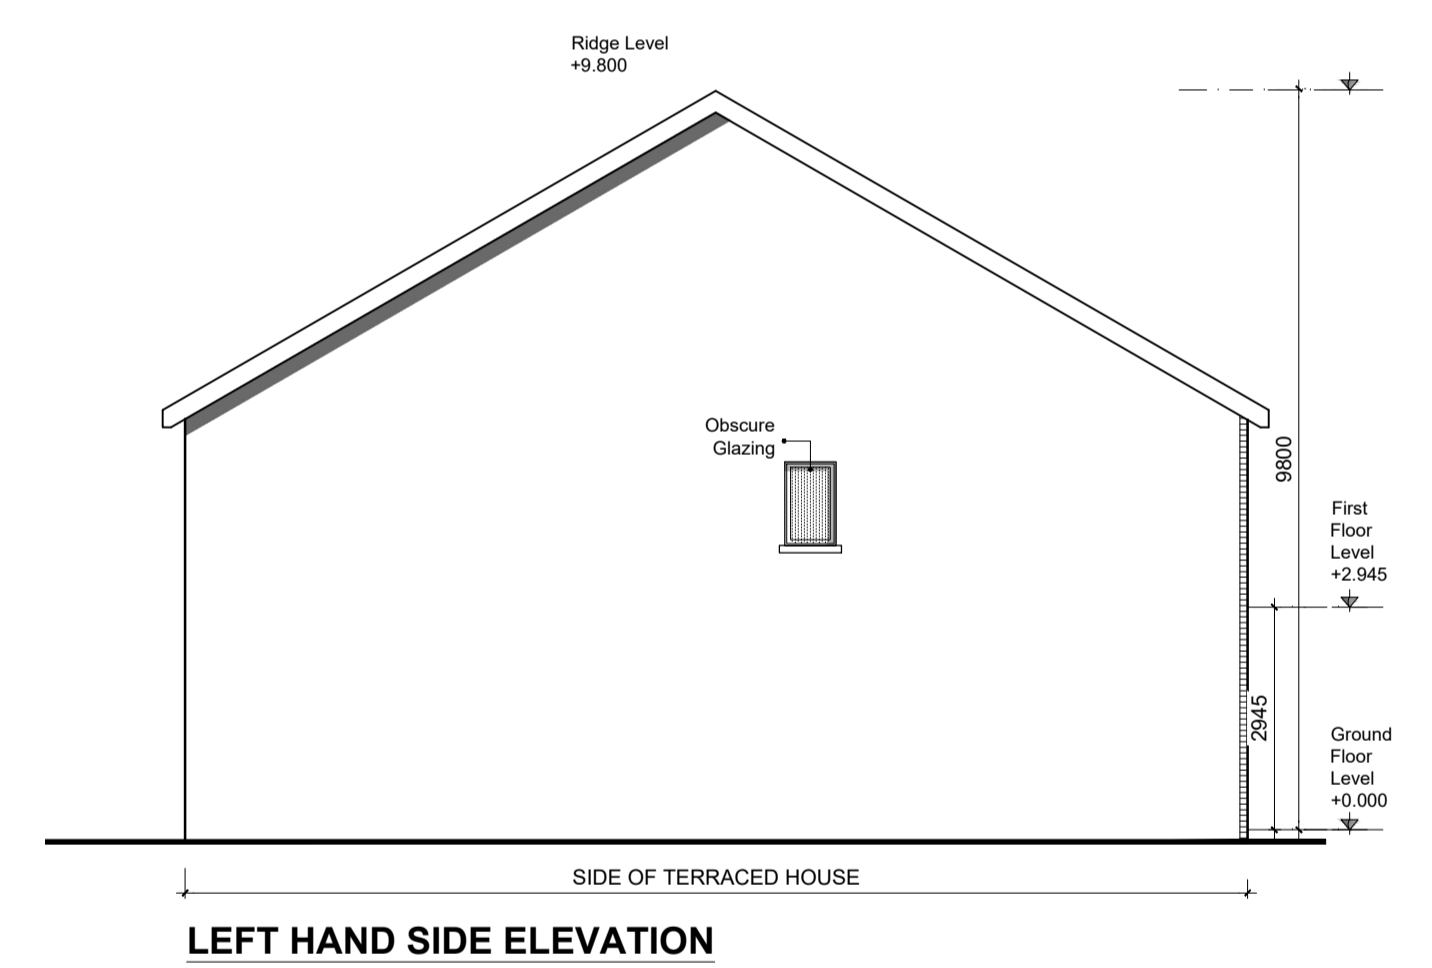 Ridge Level
+9.800
Obscure
Glazing
9800
First
Floor
Level
+2.945
2945
Ground
Floor
Level
+0.000
SIDE OF TERRACED HOUSE
LEFT HAND SIDE ELEVATION